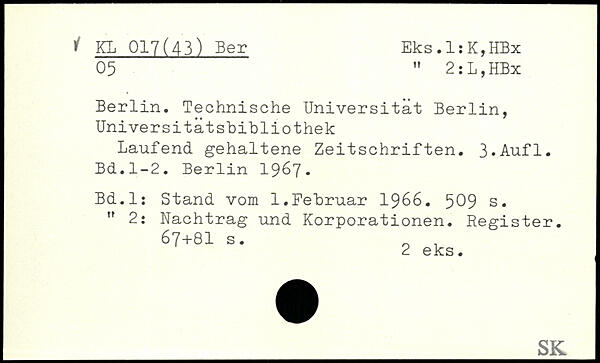 KL 017(43) Ber Eks.1:K,HBx
05 " 2:L,HBx
Berlin. Technische Universität Berlin,
Universitätsbibliothek
Laufend gehaltene Zeitschriften. 3.Aufl.
Bd.1-2. Berlin 1967.
Bd.1: Stand vom 1.Februar 1966. 509 s.
" 2: Nachtrag und Korporationen. Register.
67+81 s.
2 eks.
SK